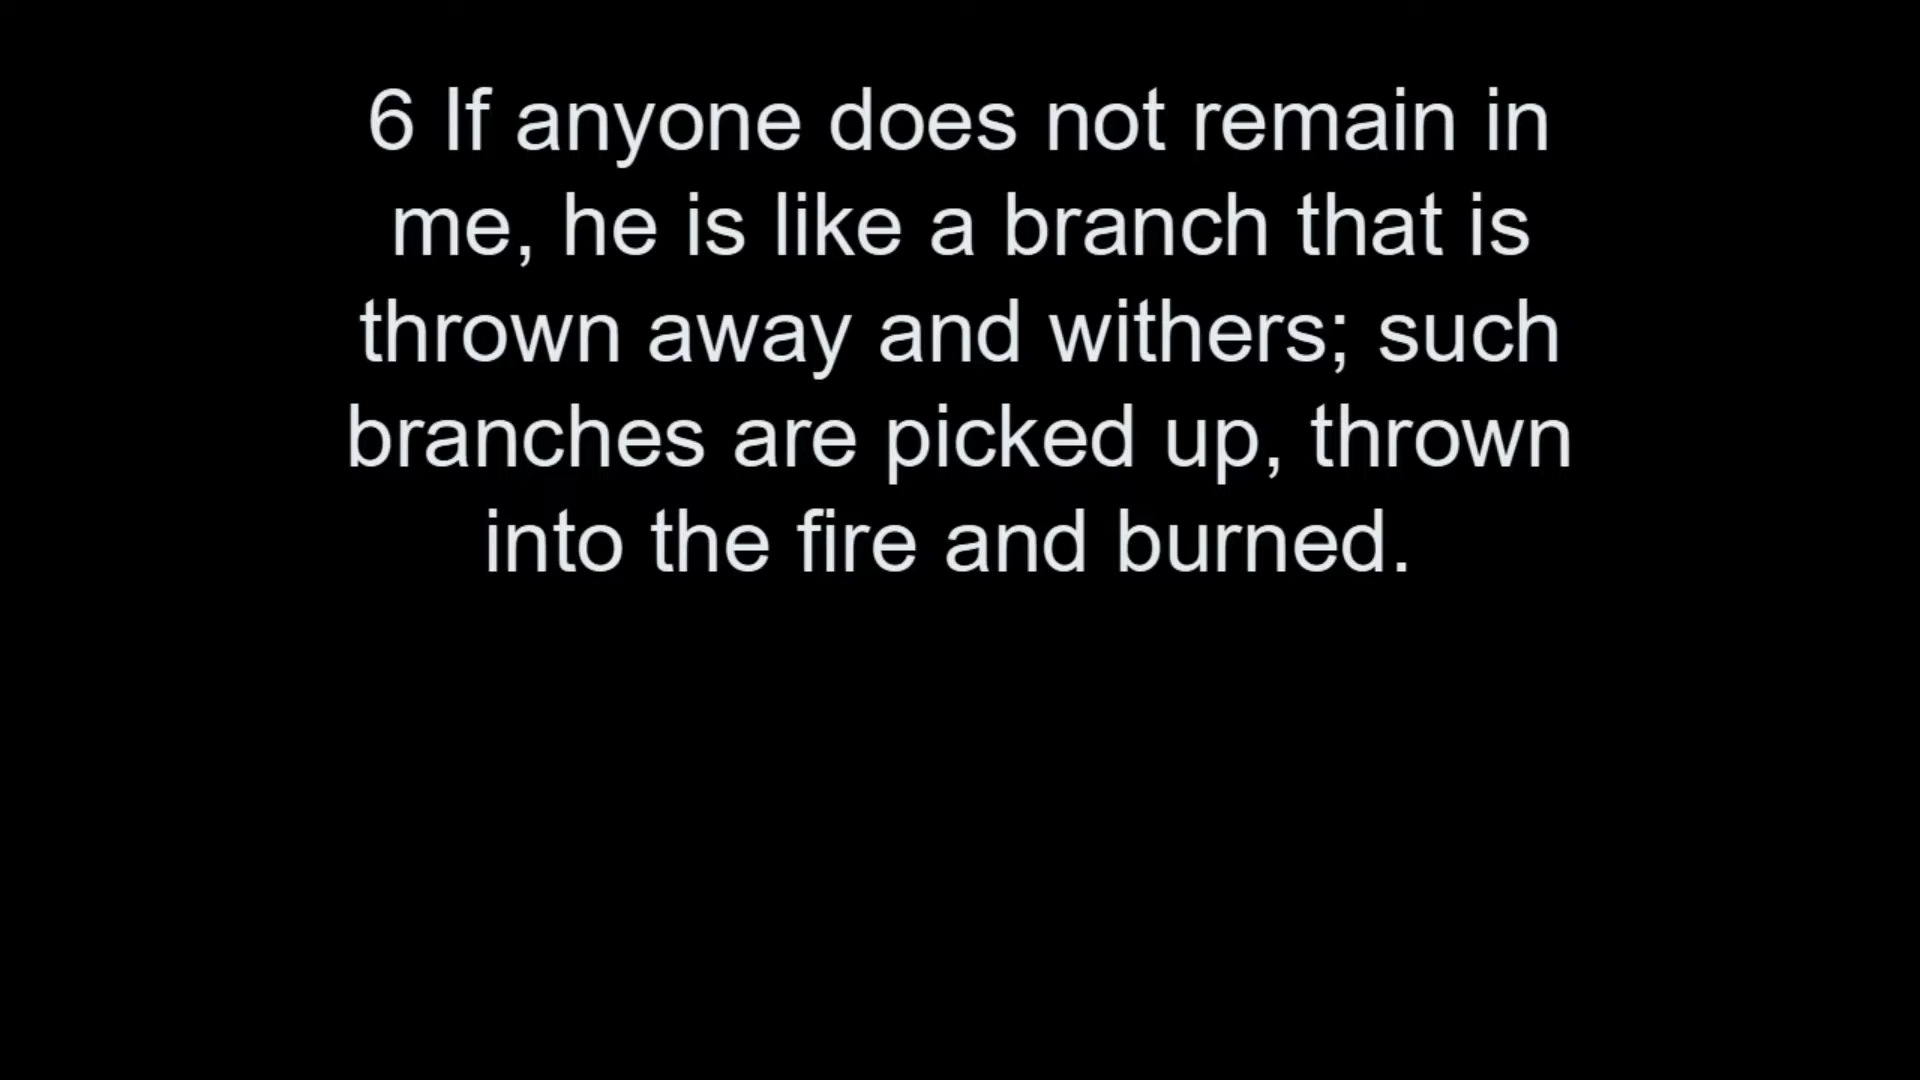 6 If anyone does not remain in
me, he is like a branch that is
thrown away and withers; such
branches are picked up, thrown
into the fire and burned.